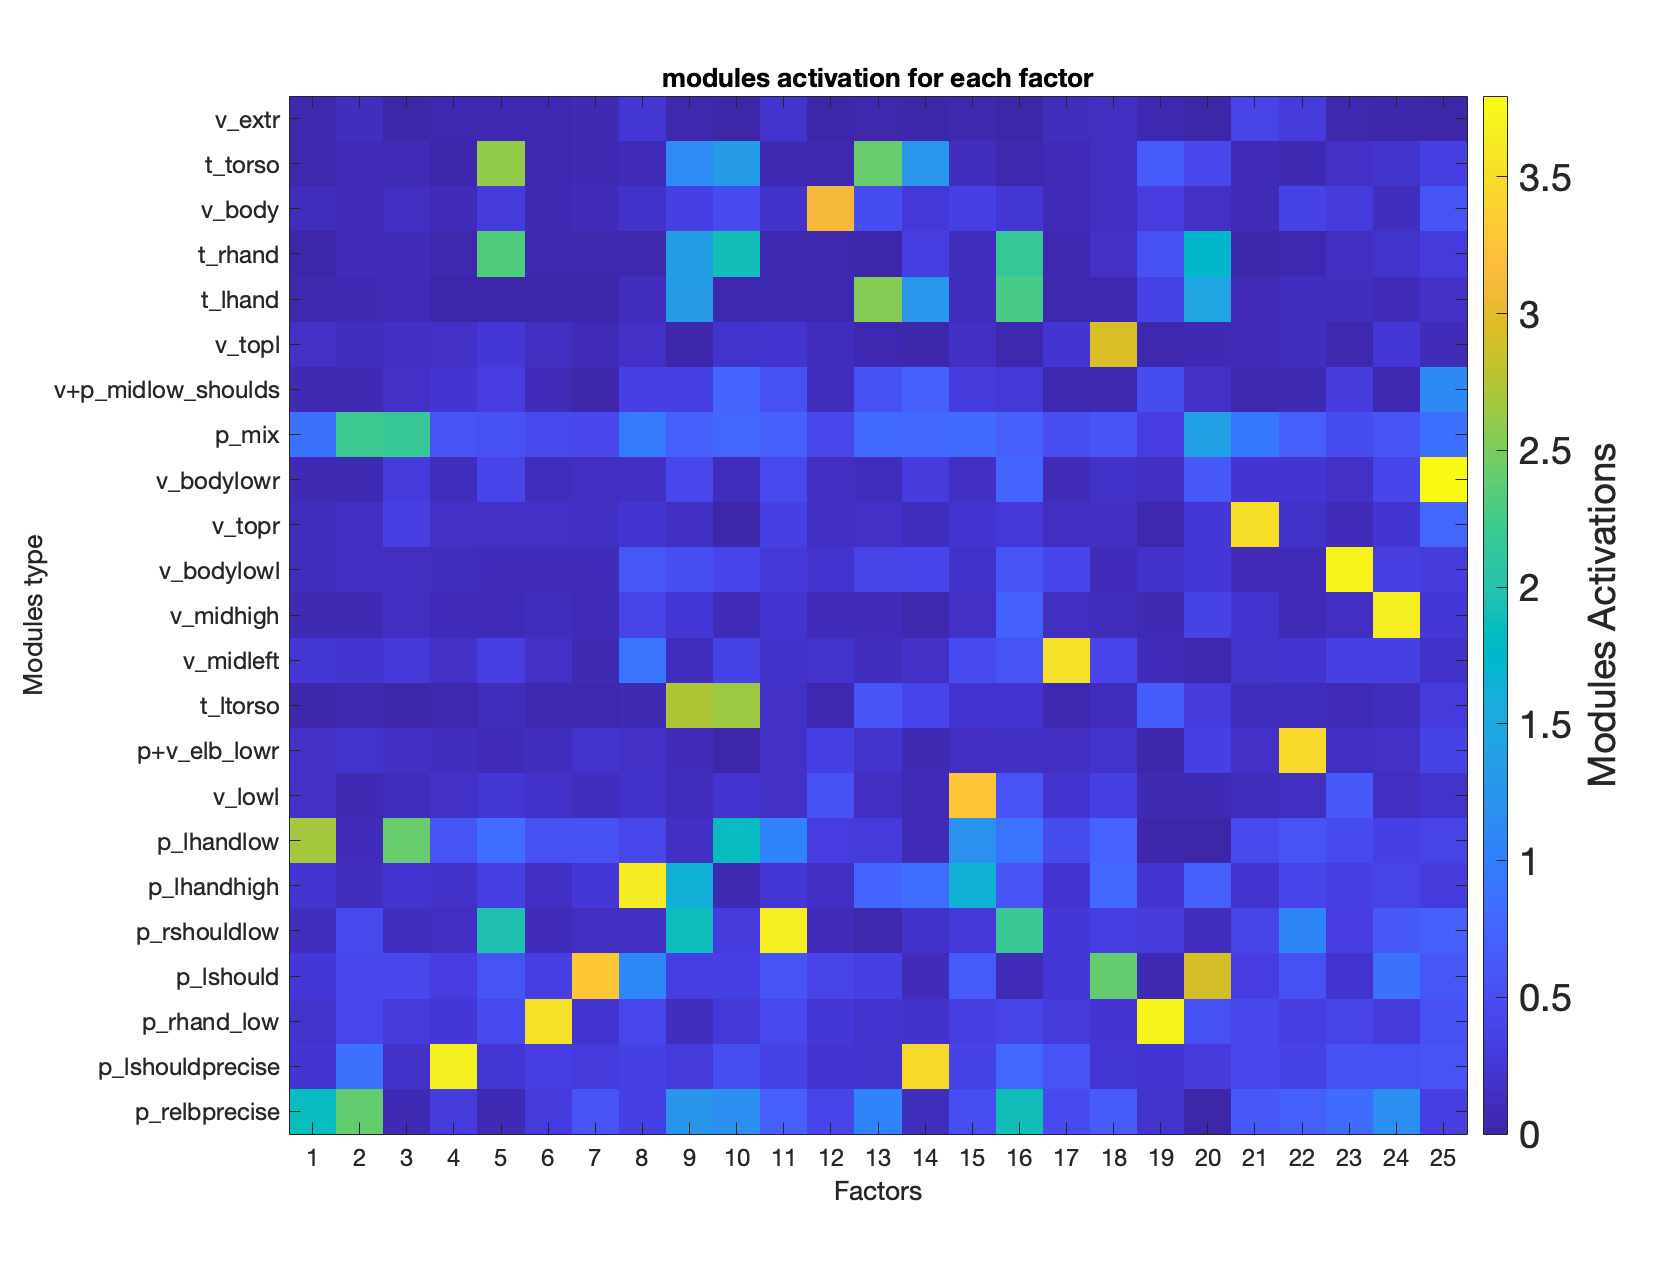 modules activation for each factor
v_extr
t_torso
v_body
t_rhand
t_lhand
v_topl
v+p_midlow_shoulds
p_mix
v_bodylowr
v_topr
v_bodylowl
v_midhigh
v_midleft
t_ltorso
p+v_elb_lowr
v_lowl
p_lhandlow
p_lhandhigh
p_rshouldlow
p_lshould
p_rhand_low
p_lshouldprecise
p_relbprecise
Modules type
1 2 3 4 5 6 7 8 9 10 11 12 13 14 15 16 17 18 19 20 21 22 23 24 25
Factors
3.5
3
2.5
2
1.5
1
0.5
0
Modules Activations